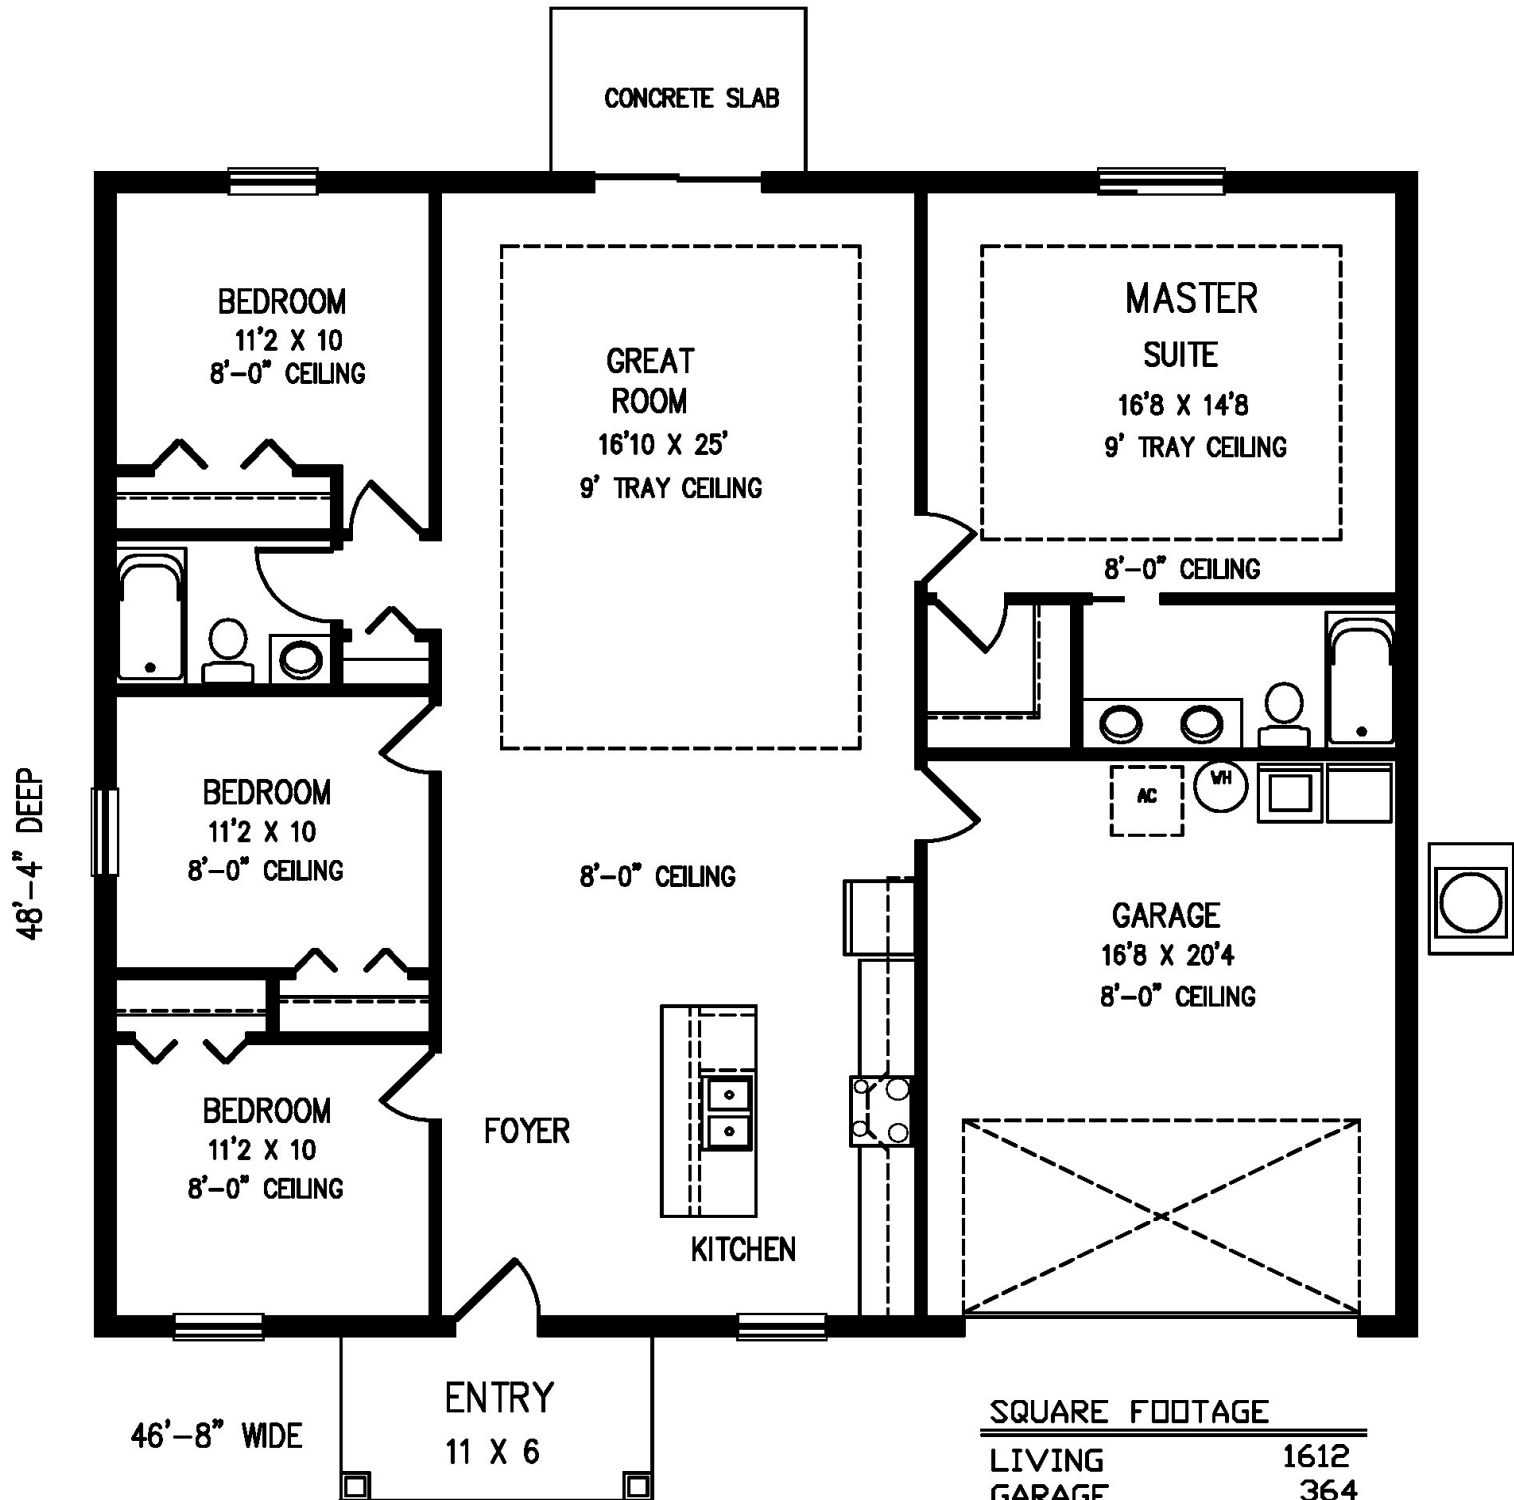 CONCRETE SLAB
BEDROOM
11'2 X 10
8'-0" CEILING
GREAT
ROOM
16'10 X 25'
9' TRAY CEILING
MASTER
SUITE
16'8 X 14'8
9' TRAY CEILING
8'-0" CEILING
48'-4" DEEP
BEDROOM
11'2 X 10
8'-0" CEILING
8'-0" CEILING
AC
WH
GARAGE
16'8 X 20'4
8'-0" CEILING
BEDROOM
11'2 X 10
8'-0" CEILING
FOYER
KITCHEN
ENTRY
11 X 6
46'-8" WIDE
SQUARE FOOTAGE
LIVING 1612
GARAGE 364